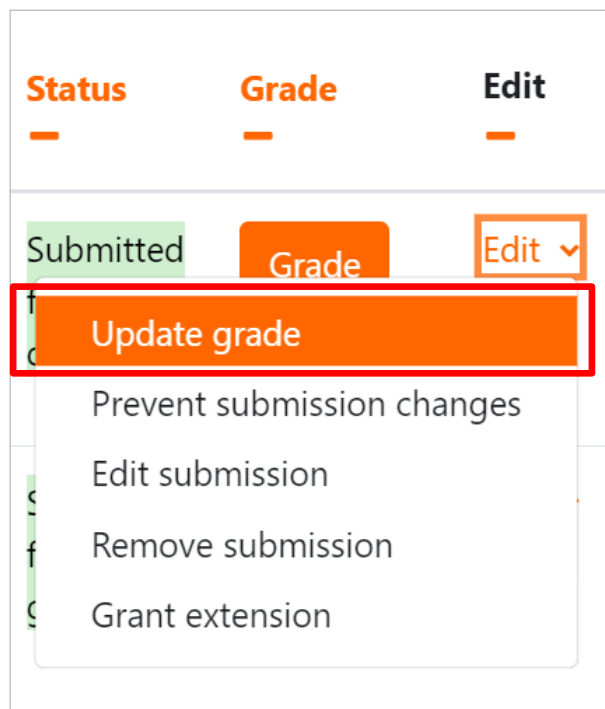 Status Grade Edit
Submitted Grade Edit
f
Update grade
Prevent submission changes
Edit submission
Remove submission
f
Grant extension